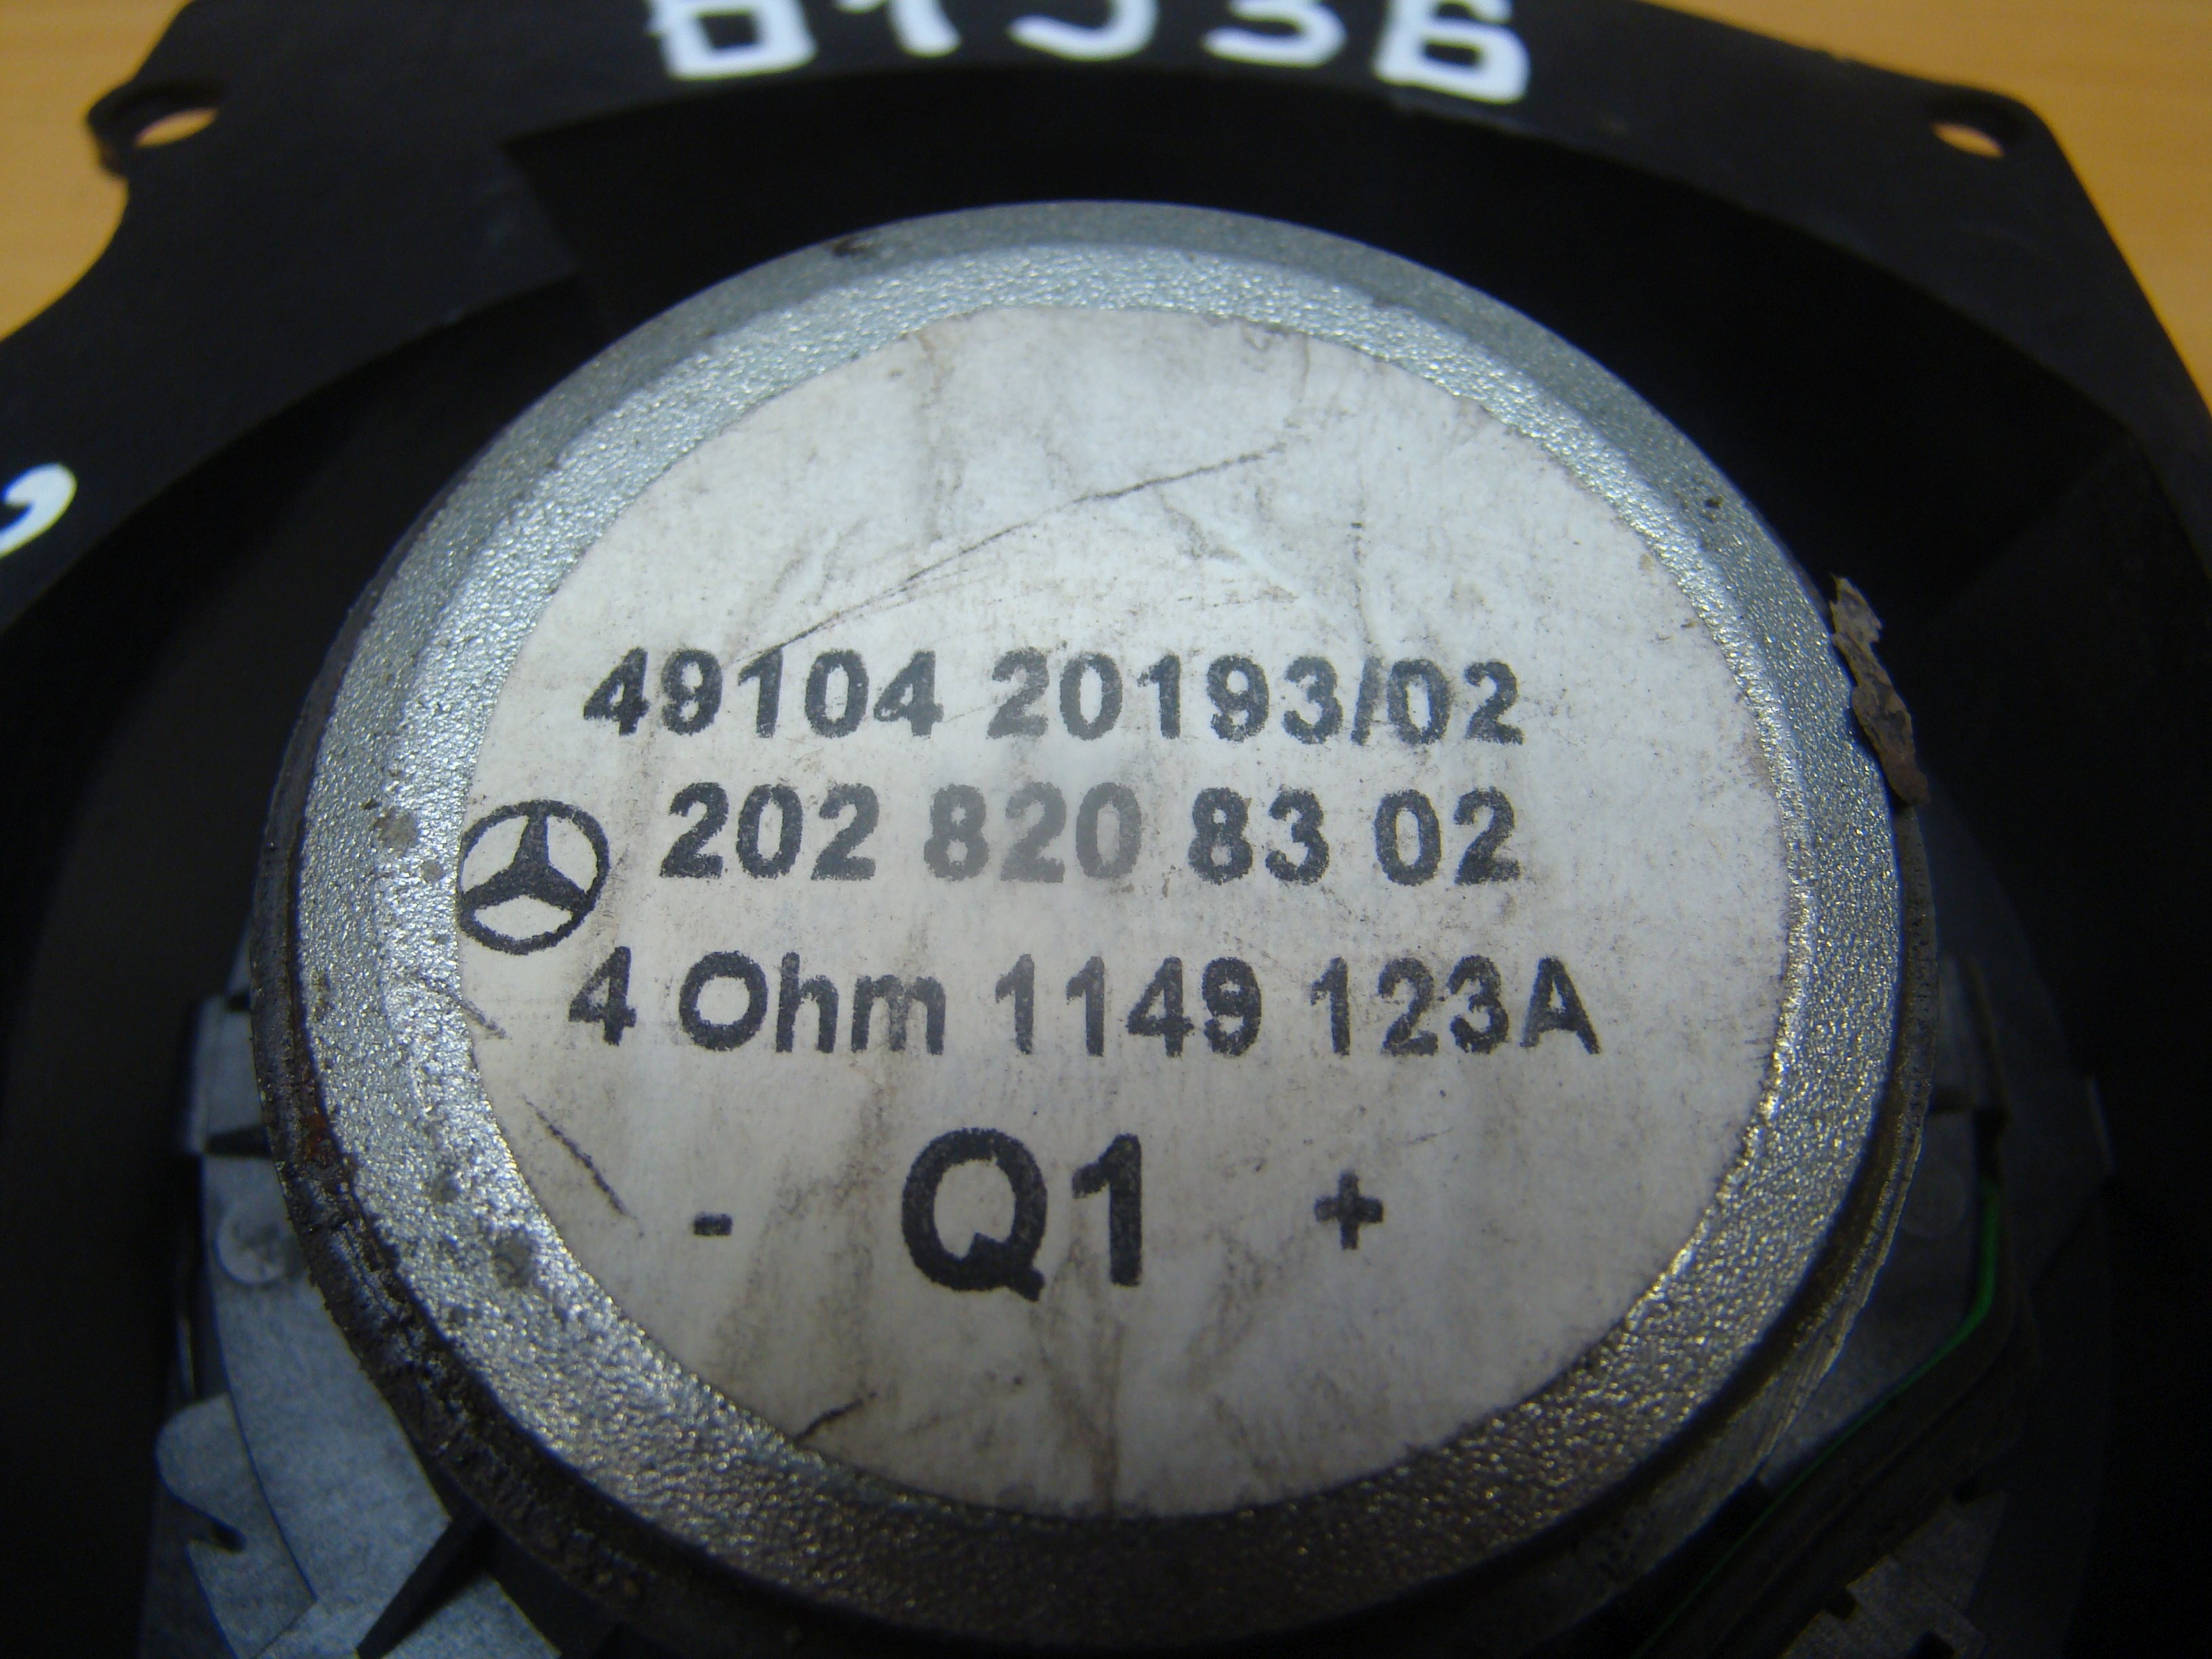 49104 20193/02
202 820 83 02
4 Ohm 1149 123A
- Q1 +